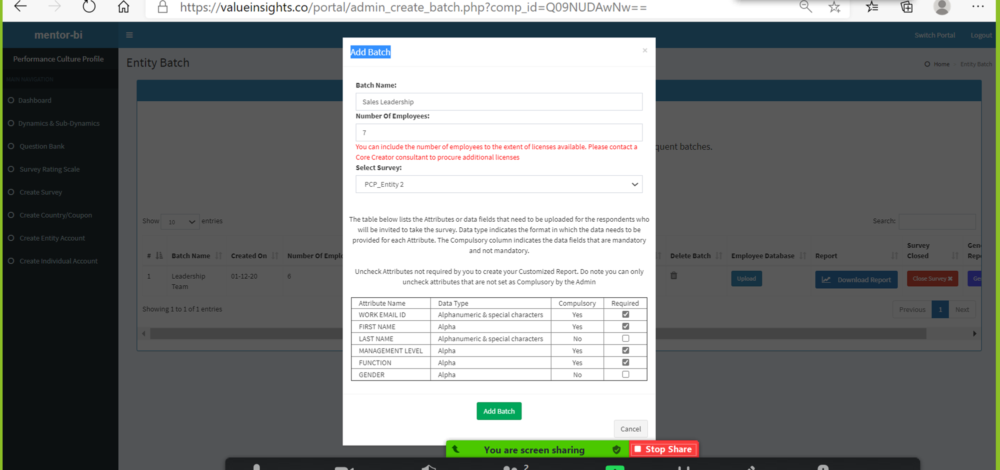 https://valueinsights.co/portal/admin_create_batch.php?comp_id=Q09NUDAwNw==
mentor-bi
Switch Portal
Logout
Performance Culture Profile
MAIN NAVIGATION
Dashboard
Dynamics & Sub-Dynamics
Question Bank
Survey Rating Scale
Create Survey
Create Country/Coupon
Create Entity Account
Create Individual Account
Entity Batch
Home > Entity Batch
quent batches.
Show 10 entries
Search:
# Batch Name Created On Number Of Emplo
Delete Batch Employee Database Report Survey Closed
1 Leadership Team 01-12-20 6
Upload Download Report Close Survey
Showing 1 to 1 of 1 entries
Previous 1 Next
Add Batch
×
Batch Name:
Sales Leadership
Number Of Employees:
7
You can include the number of employees to the extent of licenses available. Please contact a
Core Creator consultant to procure additional licenses
Select Survey:
PCP_Entity 2
The table below lists the Attributes or data fields that need to be uploaded for the respondents who
will be invited to take the survey. Data type indicates the format in which the data needs to be
provided for each Attribute. The Compulsory column indicates the data fields that are mandatory
and not mandatory.
Uncheck Attributes not required by you to create your Customized Report. Do note you can only
uncheck attributes that are not set as Complusory by the Admin
Attribute Name Data Type Compulsory Required
WORK EMAIL ID Alphanumeric & special characters Yes
FIRST NAME Alpha Yes
LAST NAME Alphanumeric & special characters No
MANAGEMENT LEVEL Alpha Yes
FUNCTION Alpha Yes
GENDER Alpha No
Add Batch
Cancel
You are screen sharing
Stop Share
2